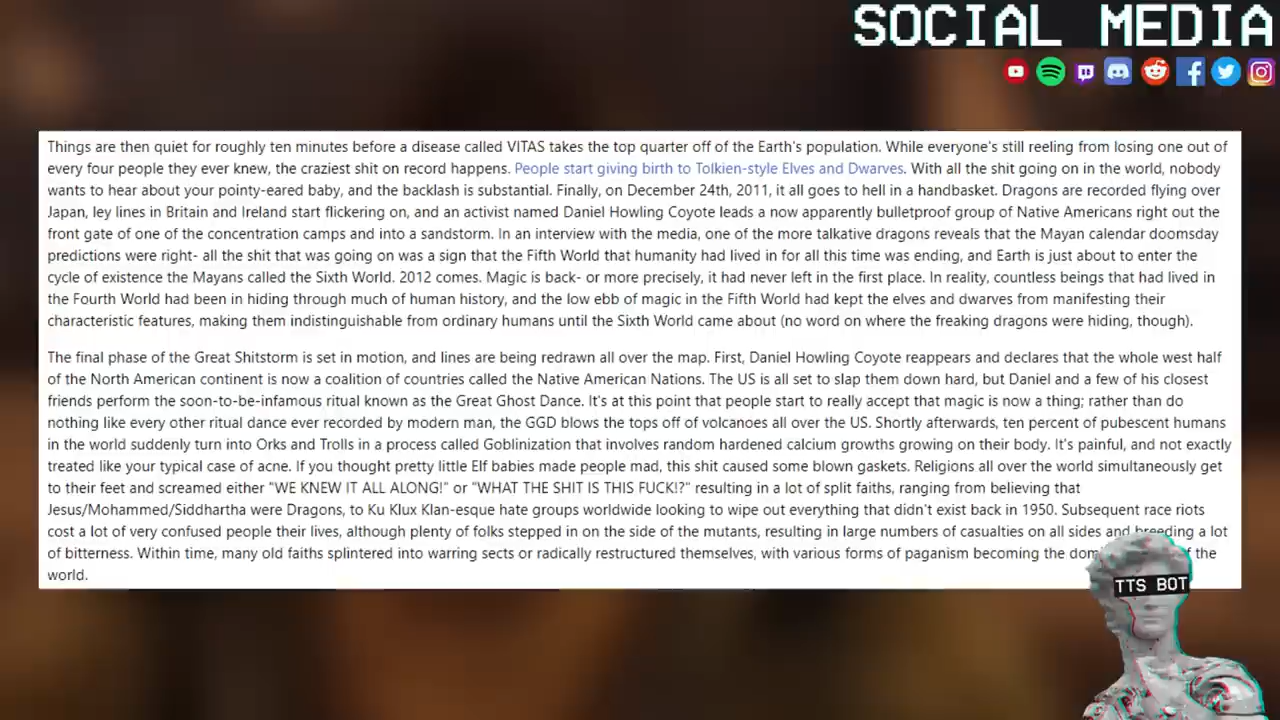 SOCIAL MEDIA
Things are then quiet for roughly ten minutes before a disease called VITAS takes the top quarter off of the Earth's population. While everyone's still reeling from losing one out of
every four people they ever knew, the craziest shit on record happens. People start giving birth to Tolkien-style Elves and Dwarves. With all the shit going on in the world, nobody
wants to hear about your pointy-eared baby, and the backlash is substantial. Finally, on December 24th, 2011, it all goes to hell in a handbasket. Dragons are recorded flying over
Japan, ley lines in Britain and Ireland start flickering on, and an activist named Daniel Howling Coyote leads a now apparently bulletproof group of Native Americans right out the
front gate of one of the concentration camps and into a sandstorm. In an interview with the media, one of the more talkative dragons reveals that the Mayan calendar doomsday
predictions were right- all the shit that was going on was a sign that the Fifth World that humanity had lived in for all this time was ending, and Earth is just about to enter the
cycle of existence the Mayans called the Sixth World. 2012 comes. Magic is back- or more precisely, it had never left in the first place. In reality, countless beings that had lived in
the Fourth World had been in hiding through much of human history, and the low ebb of magic in the Fifth World had kept the elves and dwarves from manifesting their
characteristic features, making them indistinguishable from ordinary humans until the Sixth World came about (no word on where the freaking dragons were hiding, though).
The final phase of the Great Shitstorm is set in motion, and lines are being redrawn all over the map. First, Daniel Howling Coyote reappears and declares that the whole west half
of the North American continent is now a coalition of countries called the Native American Nations. The US is all set to slap them down hard, but Daniel and a few of his closest
friends perform the soon-to-be-infamous ritual known as the Great Ghost Dance. It's at this point that people start to really accept that magic is now a thing; rather than do
nothing like every other ritual dance ever recorded by modern man, the GGD blows the tops off of volcanoes all over the US. Shortly afterwards, ten percent of pubescent humans
in the world suddenly turn into Orks and Trolls in a process called Goblinization that involves random hardened calcium growths growing on their body. It's painful, and not exactly
treated like your typical case of acne. If you thought pretty little Elf babies made people mad, this shit caused some blown gaskets. Religions all over the world simultaneously get
to their feet and screamed either "WE KNEW IT ALL ALONG!" or "WHAT THE SHIT IS THIS FUCK!?" resulting in a lot of split faiths, ranging from believing that
Jesus/Mohammed/Siddhartha were Dragons, to Ku Klux Klan-esque hate groups worldwide looking to wipe out everything that didn't exist back in 1950. Subsequent race riots
cost a lot of very confused people their lives, although plenty of folks stepped in on the side of the mutants, resulting in large numbers of casualties on all sides and breeding a lot
of bitterness. Within time, many old faiths splintered into warring sects or radically restructured themselves, with various forms of paganism becoming the of the
world.
TTS BOT